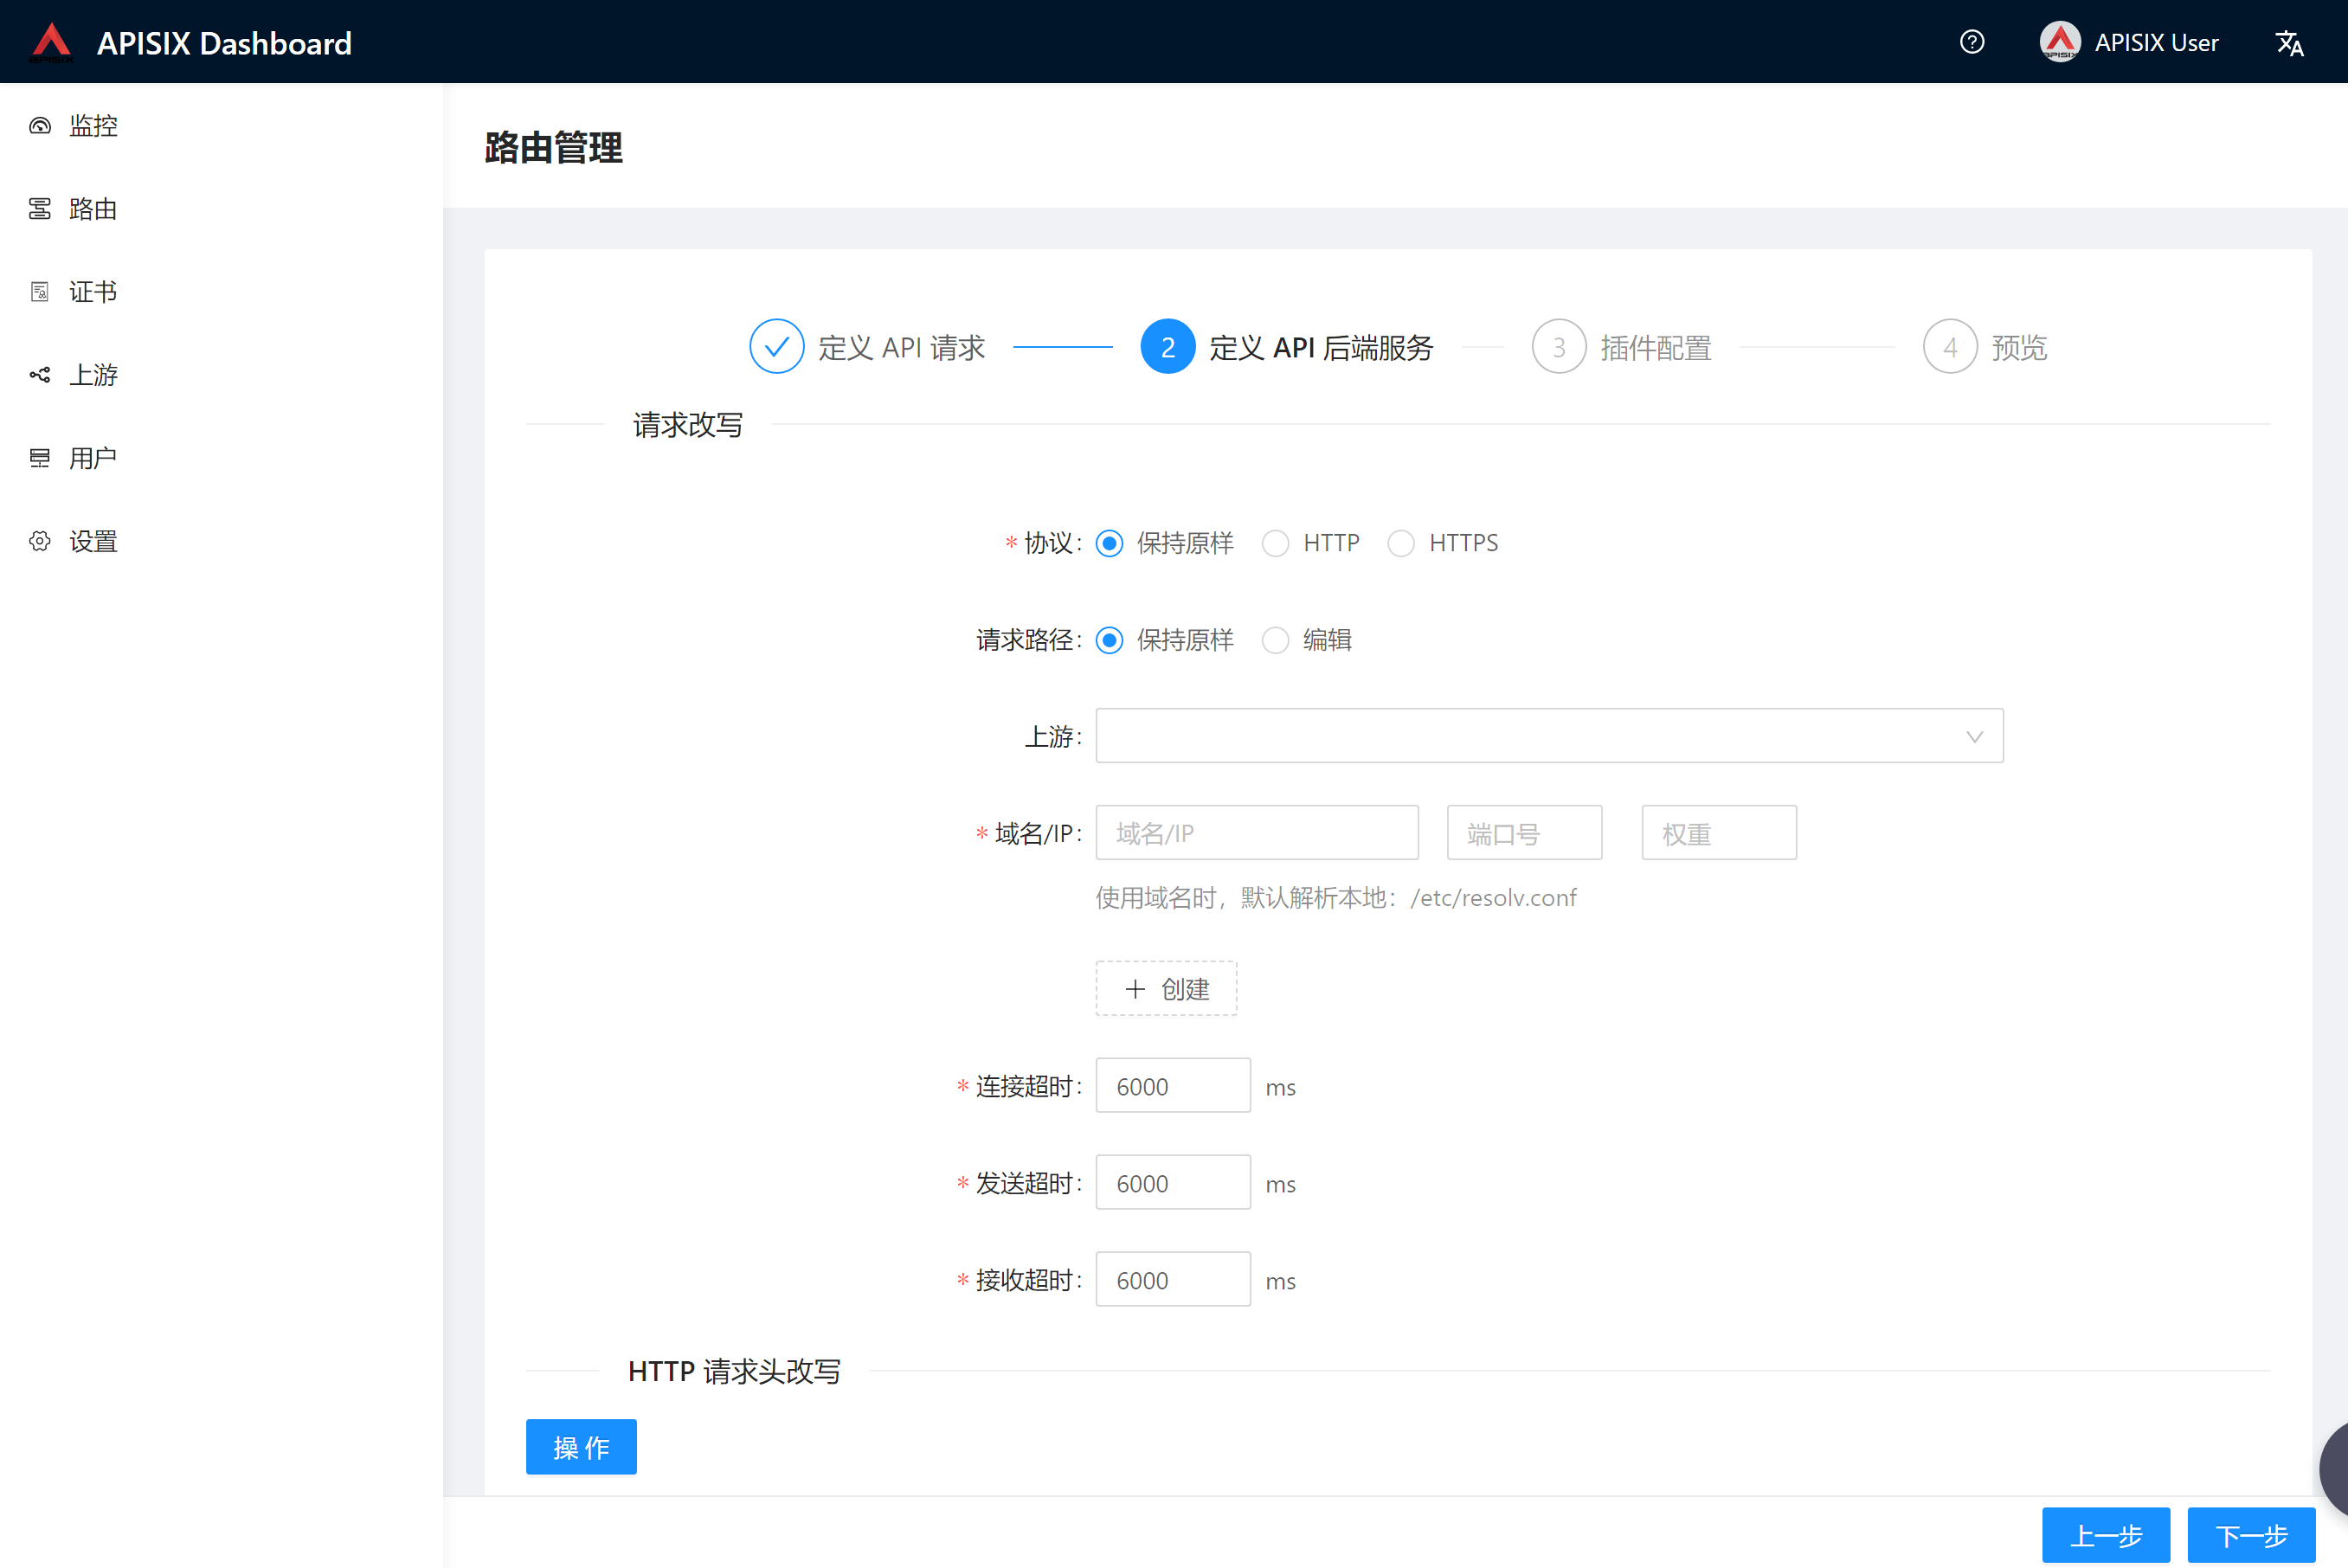 APISIX APISIX Dashboard
? APISIX APISIX User 文A
监控
路由
证书
上游
用户
设置
路由管理
定义 API 请求
2 定义 API 后端服务
3 插件配置
4 预览
请求改写
* 协议: 保持原样 HTTP HTTPS
请求路径: 保持原样 编辑
上游:
* 域名/IP: 域名/IP 端口号 权重
使用域名时，默认解析本地：/etc/resolv.conf
+ 创建
* 连接超时: 6000 ms
* 发送超时: 6000 ms
* 接收超时: 6000 ms
HTTP 请求头改写
操 作
上一步 下一步